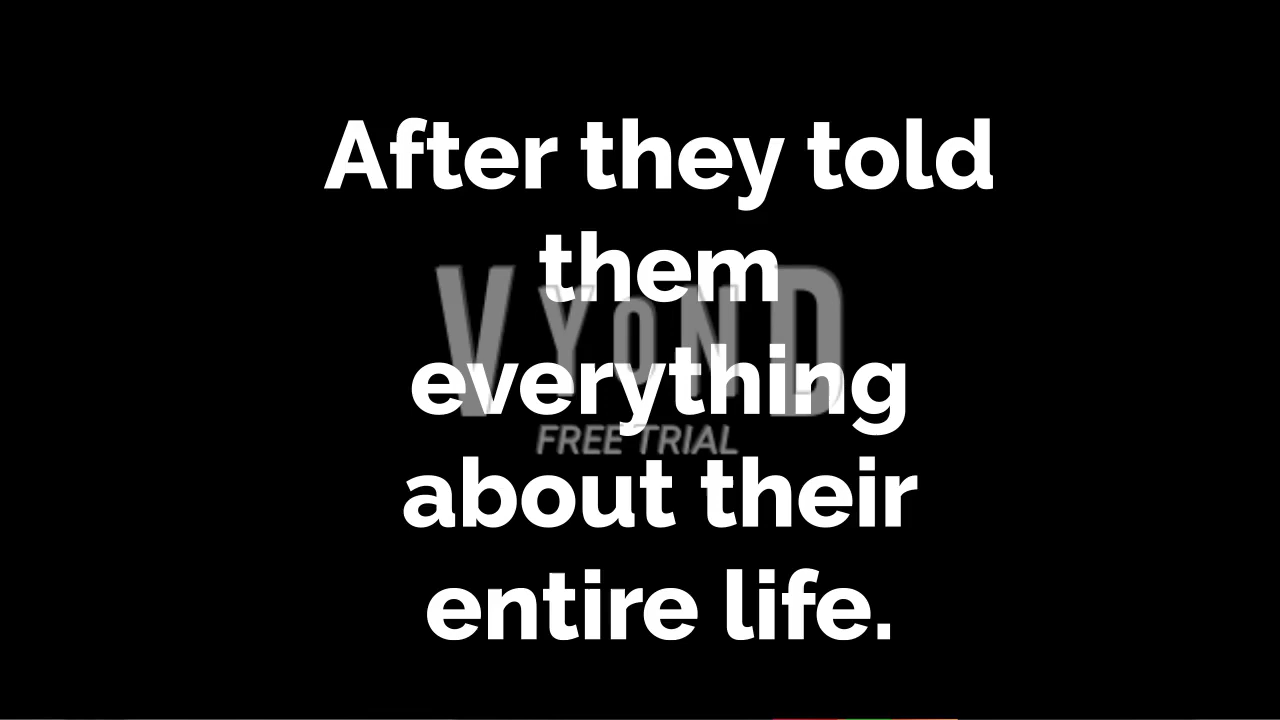 After they told
them
VYOND
everything
FREE TRIAL
about their
entire life.